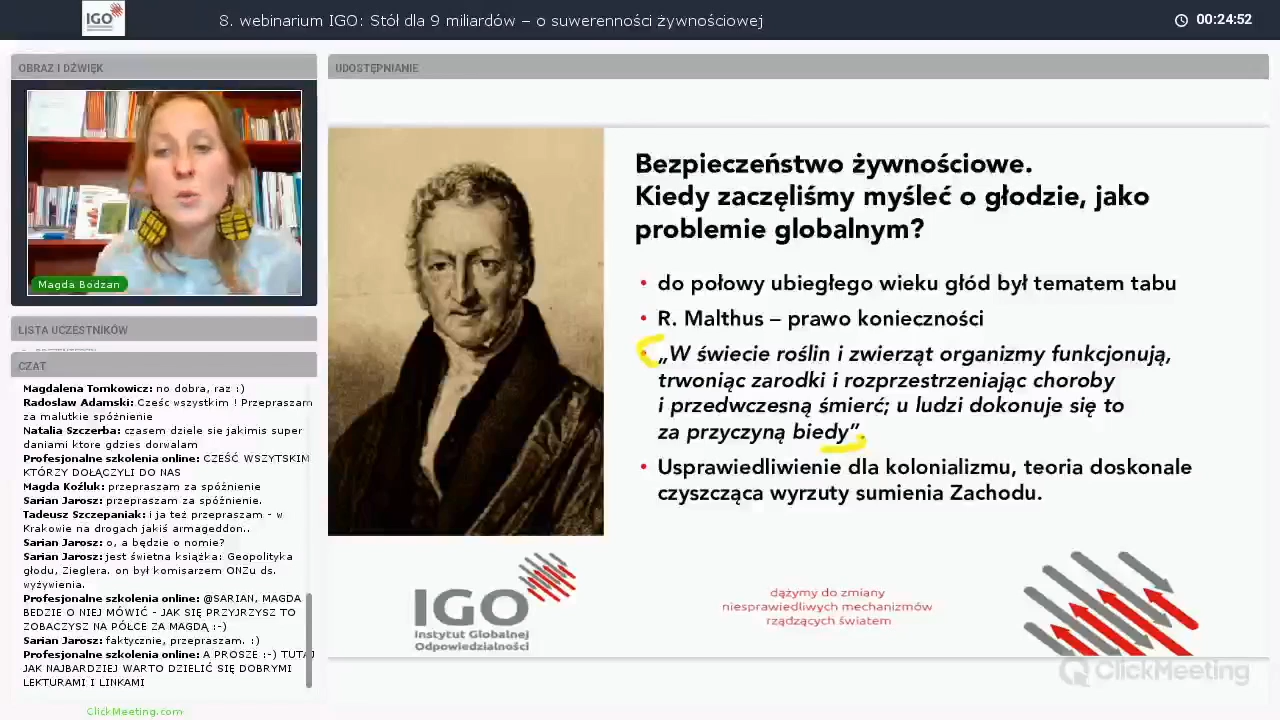 IGO
8. webinarium IGO: Stół dla 9 miliardów – o suwerenności żywnościowej
00:24:52
OBRAZ I DŹWIĘK
Magda Bodzan
LISTA UCZESTNIKÓW
CZAT
Magdalena Tomkowicz: no dobra, raz :)
Radosław Adamski: Cześć wszystkim ! Przepraszam
za malutkie spóźnienie
Natalia Szczerba: czasem dziele sie jakimis super
daniami ktore gdzies dorwalam
Profesjonalne szkolenia online: CZEŚĆ WSZYTSKIM
KTÓRZY DOŁĄCZYLI DO NAS
Magda Koźluk: przepraszam za spóźnienie
Sarian Jarosz: przepraszam za spóźnienie.
Tadeusz Szczepaniak: i ja też przepraszam - w
Krakowie na drogach jakiś armageddon..
Sarian Jarosz: o, a będzie o nomie?
Sarian Jarosz: jest świetna książka: Geopolityka
głodu, Zieglera. on był komisarzem ONZu ds.
wyżywienia.
Profesjonalne szkolenia online: @SARIAN, MAGDA
BEDZIE O NIEJ MÓWIĆ - JAK SIĘ PRZYJRZYSZ TO
ZOBACZYSZ NA PÓŁCE ZA MAGDĄ :-)
Sarian Jarosz: faktycznie, przepraszam. :)
Profesjonalne szkolenia online: A PROSZĘ :-) TUTAJ
JAK NAJBARDZIEJ WARTO DZIELIĆ SIĘ DOBRYMI
LEKTURAMI I LINKAMI
ClickMeeting.com
UDOSTĘPNIANIE
Bezpieczeństwo żywnościowe.
Kiedy zaczęliśmy myśleć o głodzie, jako
problemie globalnym?
• do połowy ubiegłego wieku głód był tematem tabu
• R. Malthus – prawo konieczności
• „W świecie roślin i zwierząt organizmy funkcjonują,
trwoniąc zarodki i rozprzestrzeniając choroby
i przedwczesną śmierć; u ludzi dokonuje się to
za przyczyną biedy”.
• Usprawiedliwienie dla kolonializmu, teoria doskonale
czyszcząca wyrzuty sumienia Zachodu.
IGO
Instytut Globalnej
Odpowiedzialności
dążymy do zmiany
niesprawiedliwych mechanizmów
rządzących światem
ClickMeeting